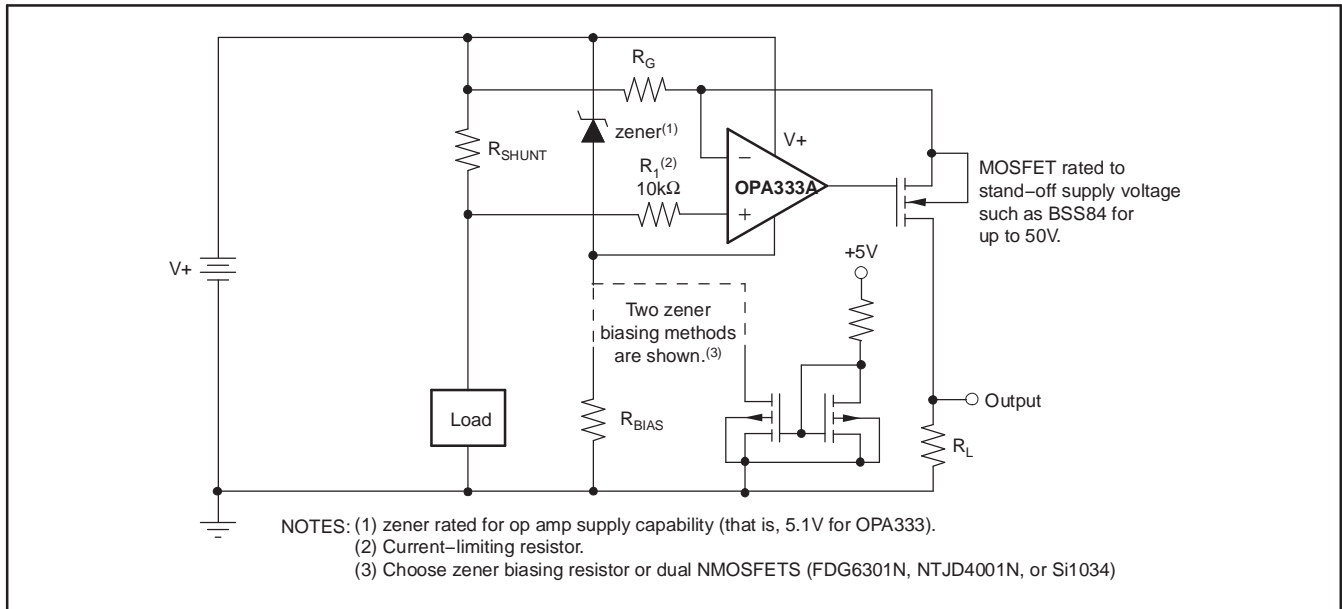 R_G
zener(1)
V+
R_SHUNT
R_1(2)
10kΩ
−
OPA333A
+
MOSFET rated to
stand−off supply voltage
such as BSS84 for
up to 50V.
+5V
V+
Two zener
biasing methods
are shown.(3)
Load
R_BIAS
Output
R_L
NOTES: (1) zener rated for op amp supply capability (that is, 5.1V for OPA333).
(2) Current−limiting resistor.
(3) Choose zener biasing resistor or dual NMOSFETS (FDG6301N, NTJD4001N, or Si1034)